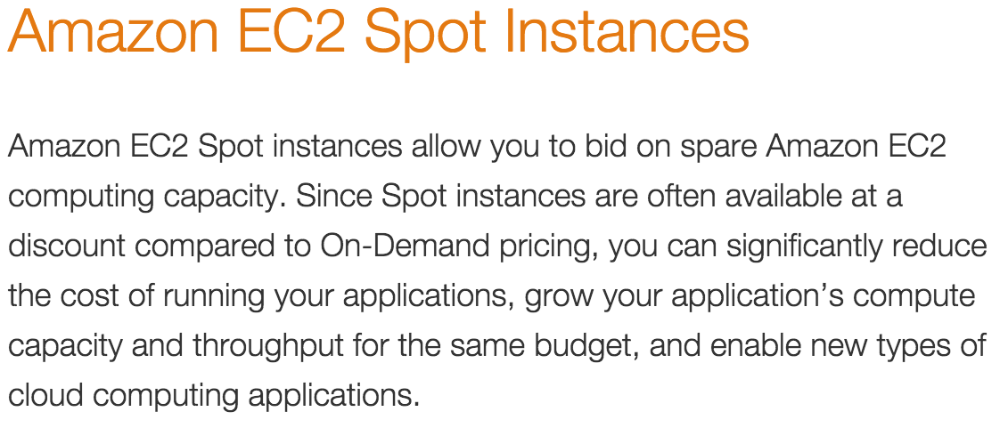 Amazon EC2 Spot Instances
Amazon EC2 Spot instances allow you to bid on spare Amazon EC2
computing capacity. Since Spot instances are often available at a
discount compared to On-Demand pricing, you can significantly reduce
the cost of running your applications, grow your application’s compute
capacity and throughput for the same budget, and enable new types of
cloud computing applications.